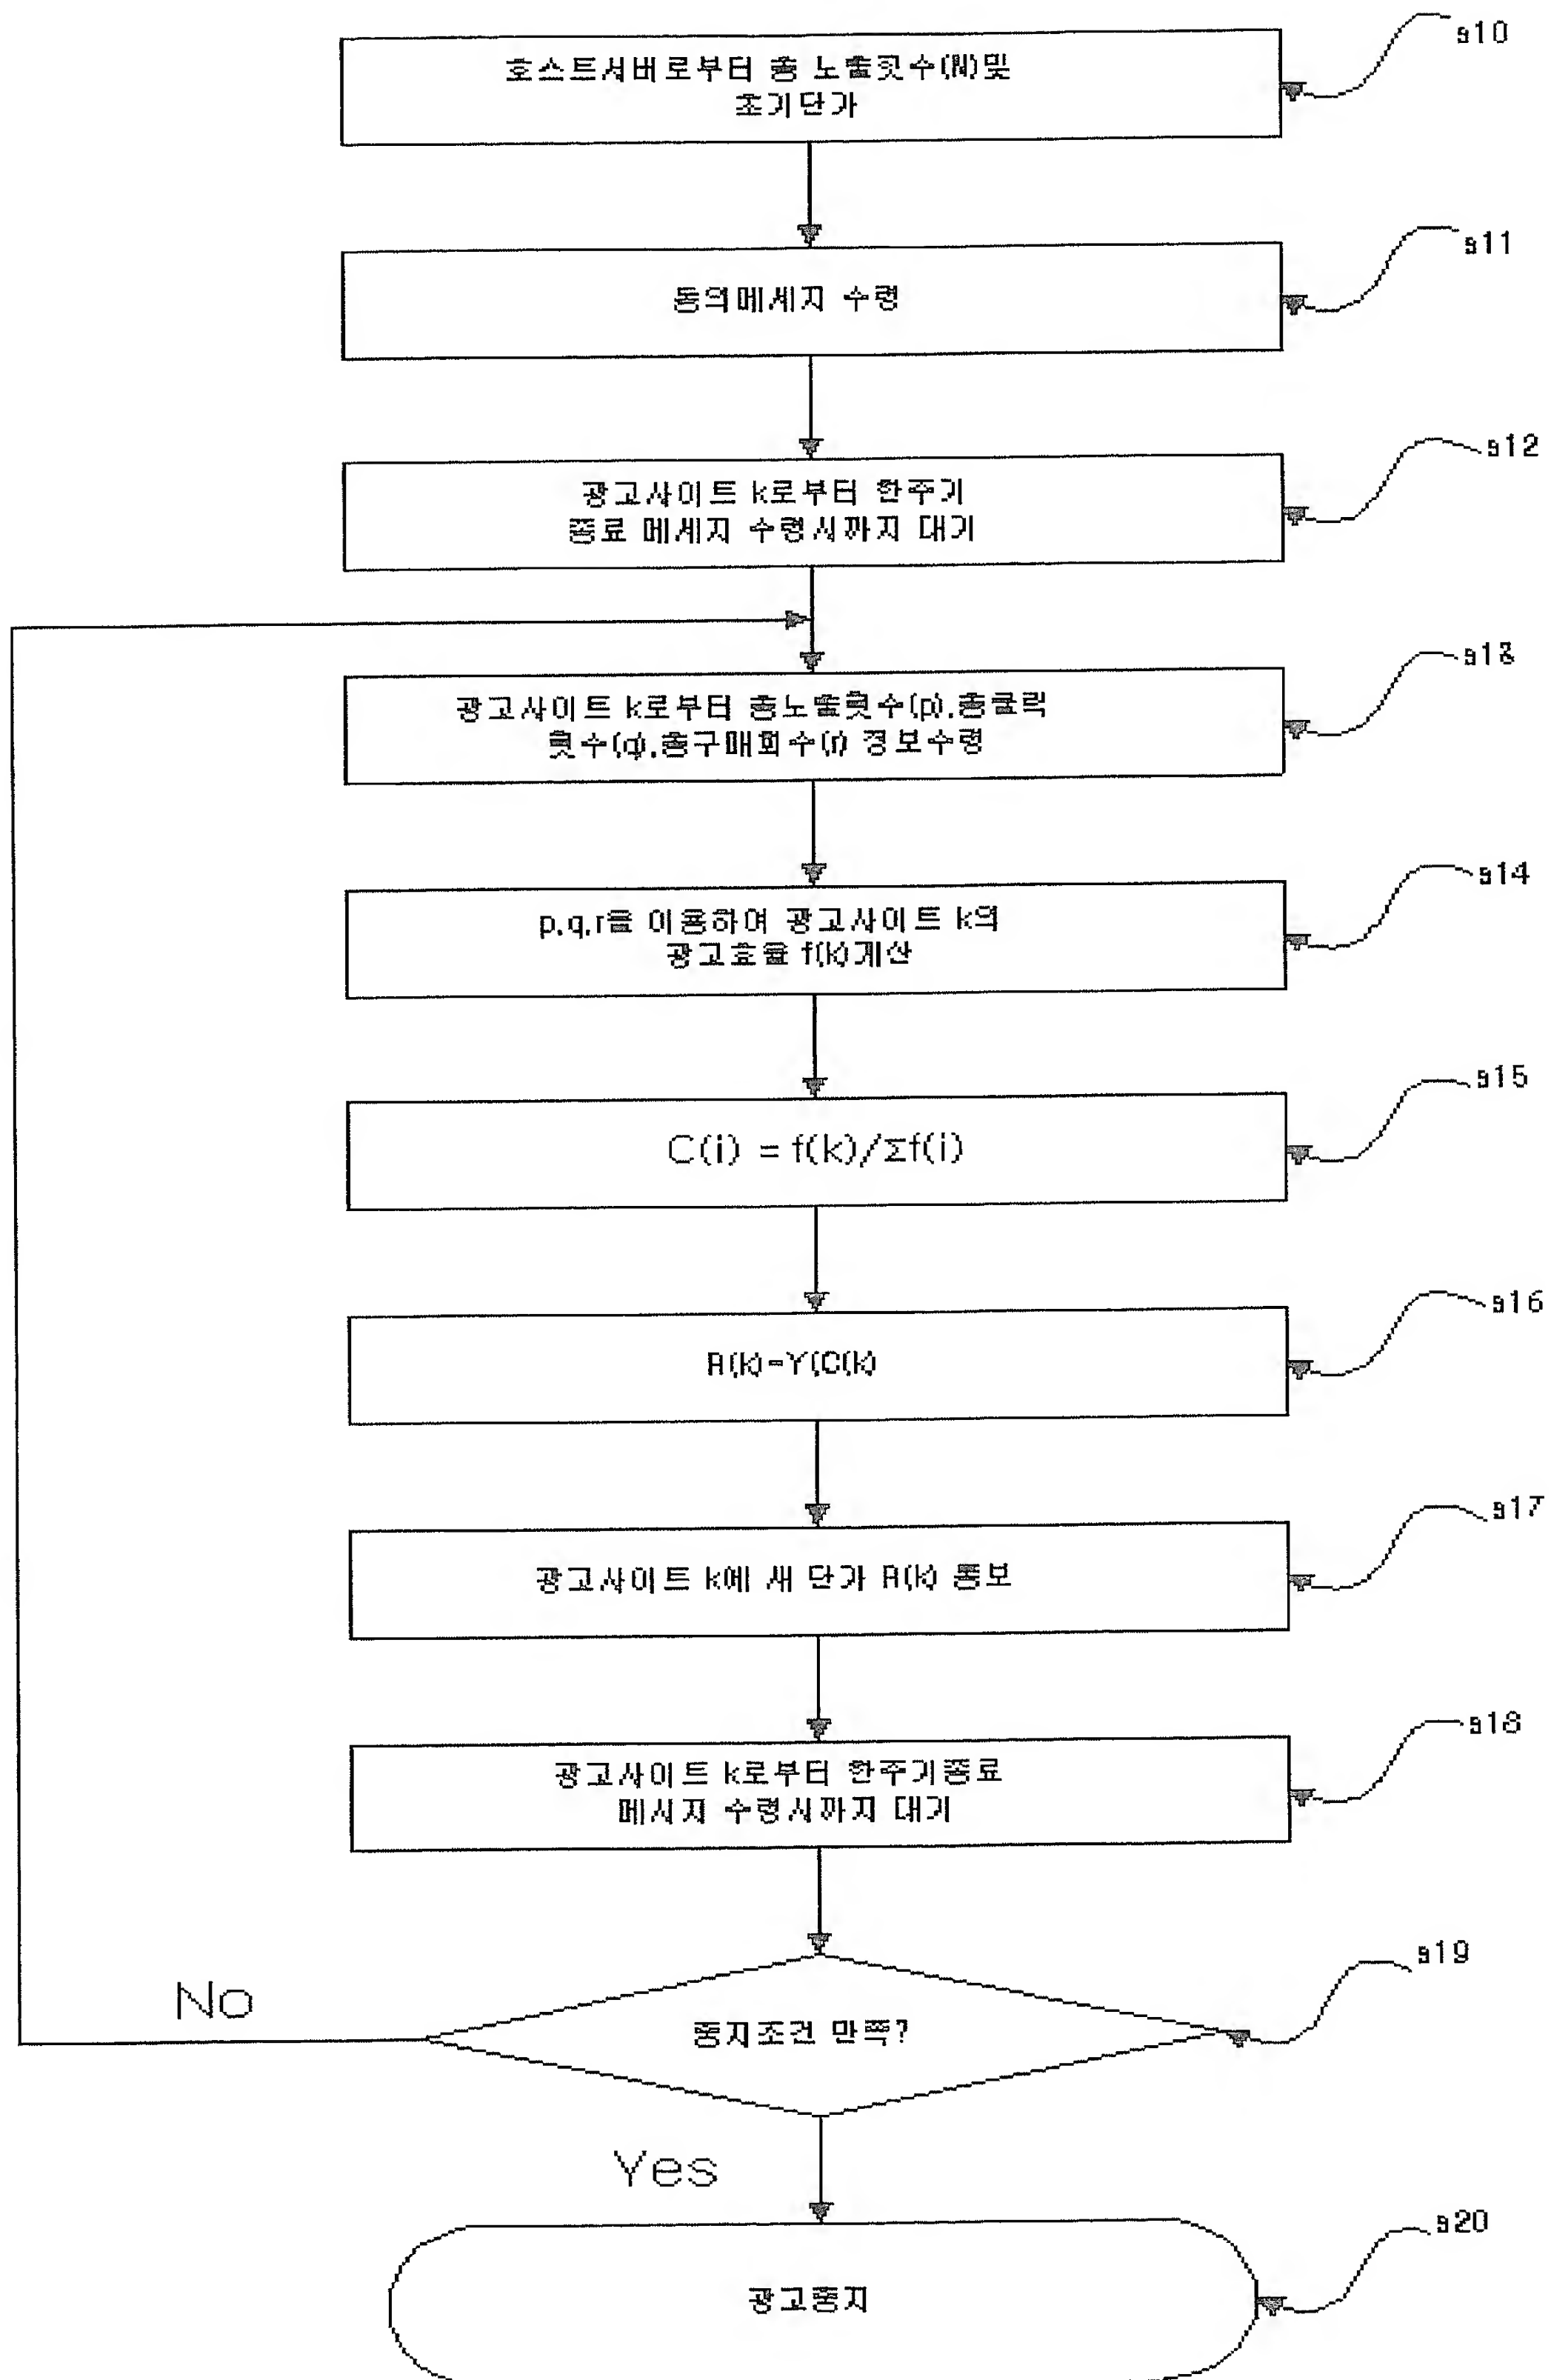 s10
호스트서버로부터 총 노출횟수(N)및
초기단가
s11
동의메세지 수령
s12
광고사이트 k로부터 한주기
종료 메세지 수령시까지 대기
s13
광고사이트 k로부터 총노출횟수(p),총클릭
횟수(q),총구매회수(r) 정보수령
s14
p,q,r을 이용하여 광고사이트 k의
광고효율 f(k)계산
s15
C(i) = f(k)/Σf(i)
s16
R(k)=Y(C(k)
s17
광고사이트 k에 새 단가 R(k) 통보
s18
광고사이트 k로부터 한주기종료
메시지 수령시까지 대기
s19
No
중지조건 만족?
Yes
s20
광고중지